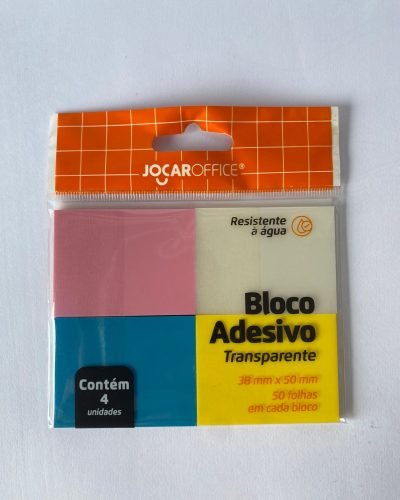 JOCAROFFICE®
Resistente
à água
Bloco
Adesivo
Transparente
38 mm x 50 mm
50 folhas
em cada bloco
Contém
4
unidades